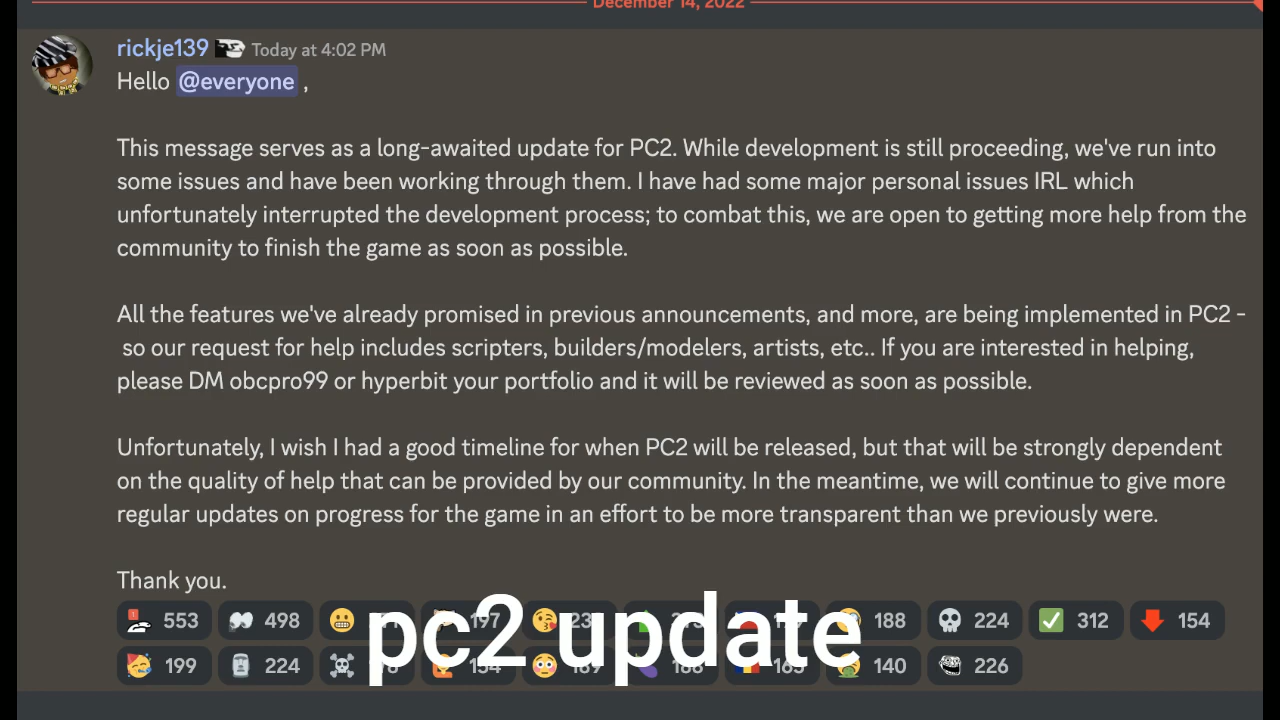 December 14, 2022
rickje139 Today at 4:02 PM
Hello @everyone ,
This message serves as a long-awaited update for PC2. While development is still proceeding, we've run into
some issues and have been working through them. I have had some major personal issues IRL which
unfortunately interrupted the development process; to combat this, we are open to getting more help from the
community to finish the game as soon as possible.
All the features we've already promised in previous announcements, and more, are being implemented in PC2 -
so our request for help includes scripters, builders/modelers, artists, etc.. If you are interested in helping,
please DM obcpro99 or hyperbit your portfolio and it will be reviewed as soon as possible.
Unfortunately, I wish I had a good timeline for when PC2 will be released, but that will be strongly dependent
on the quality of help that can be provided by our community. In the meantime, we will continue to give more
regular updates on progress for the game in an effort to be more transparent than we previously were.
Thank you.
553 498 197 188 224 312 154
pc2 update
199 224 140 226